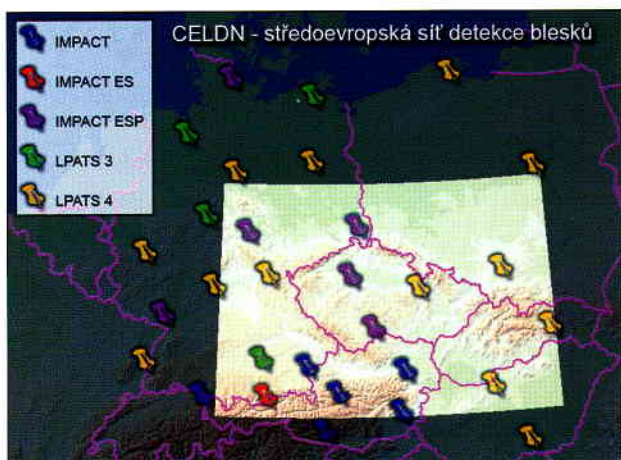 CELDN - středoevropská síť detekce blesků
IMPACT
IMPACT ES
IMPACT ESP
LPATS 3
LPATS 4